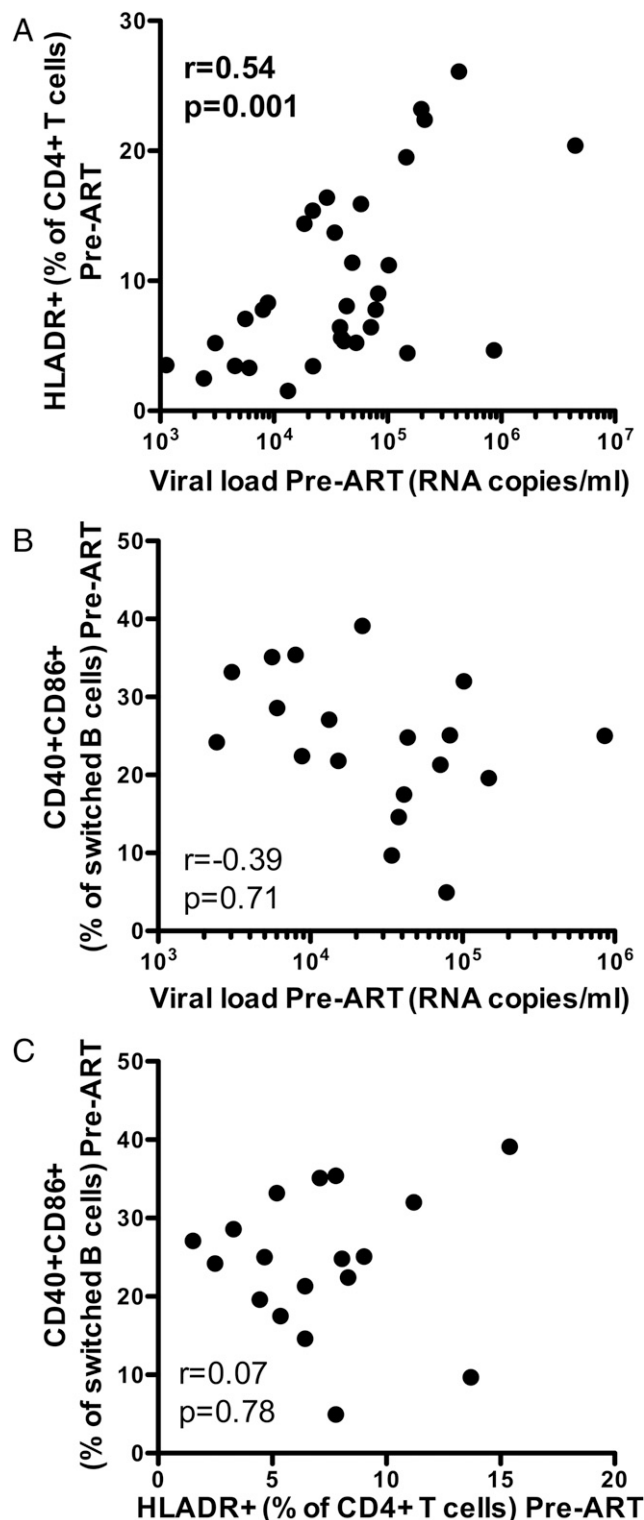 A
HLADR+ (% of CD4+ T cells)
Pre-ART
30
20
10
0
r=0.54
p=0.001
10³ 10⁴ 10⁵ 10⁶ 10⁷
Viral load Pre-ART (RNA copies/ml)
B
CD40+CD86+
(% of switched B cells) Pre-ART
50
40
30
20
10
0
r=-0.39
p=0.71
10³ 10⁴ 10⁵ 10⁶
Viral load Pre-ART (RNA copies/ml)
C
CD40+CD86+
(% of switched B cells) Pre-ART
50
40
30
20
10
0
r=0.07
p=0.78
0 5 10 15 20
HLADR+ (% of CD4+ T cells) Pre-ART